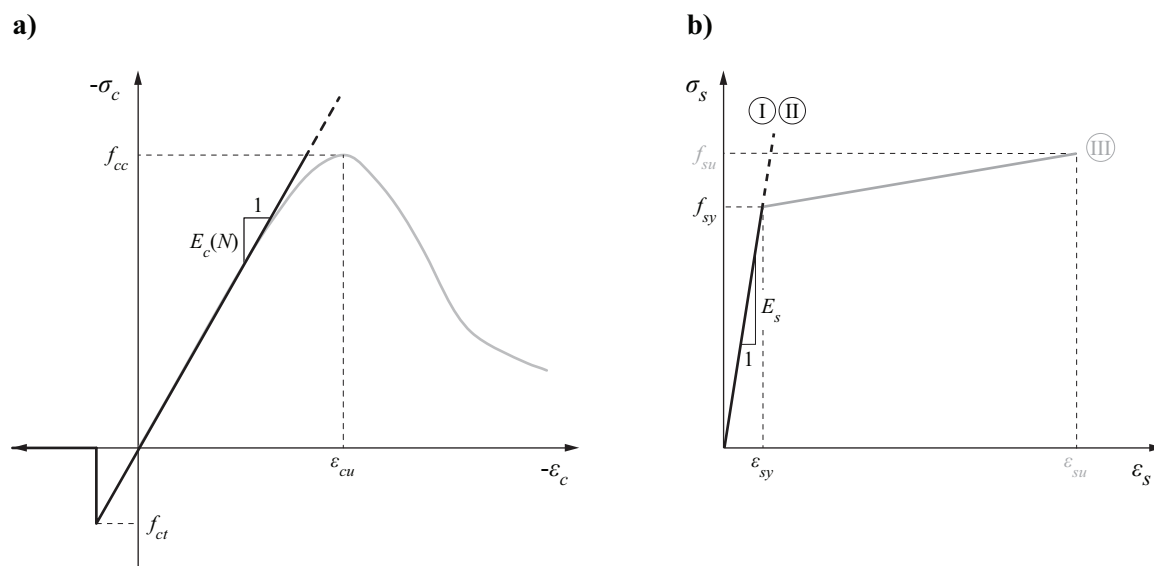 a)
-σc
fcc
1
Ec(N)
εcu
-εc
fct
b)
σs
I II
III
fsu
fsy
Es
1
εsy
εsu
εs